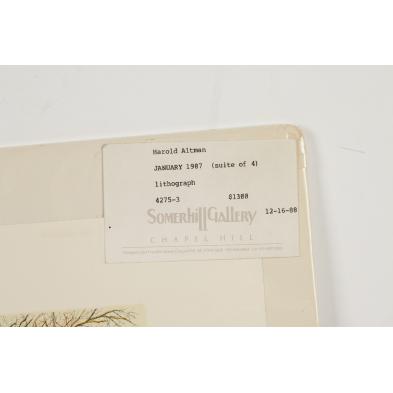 Harold Altman
JANUARY 1987 (suite of 4)
lithograph
4275-3 $1300
12-16-88
SOMERHILL GALLERY
CHAPEL HILL